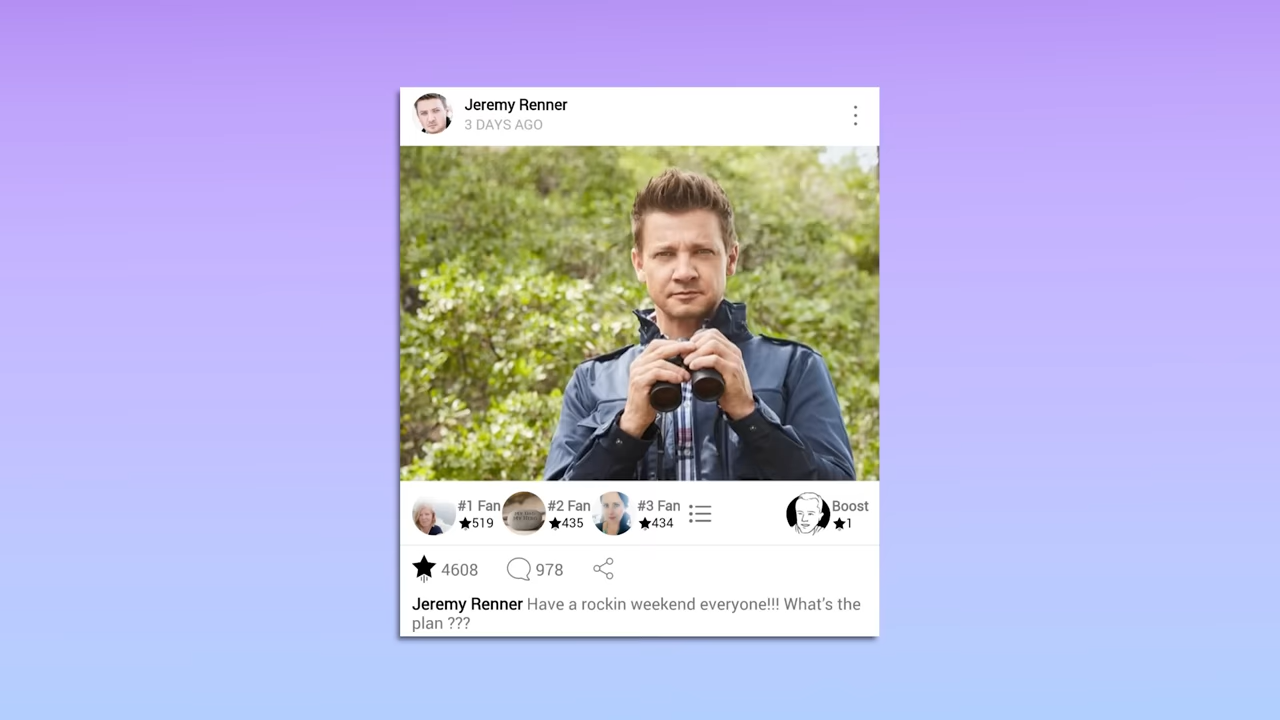 Jeremy Renner
3 DAYS AGO
#1 Fan
519
#2 Fan
435
#3 Fan
434
Boost
1
4608
978
Jeremy Renner Have a rockin weekend everyone!!! What's the
plan ???